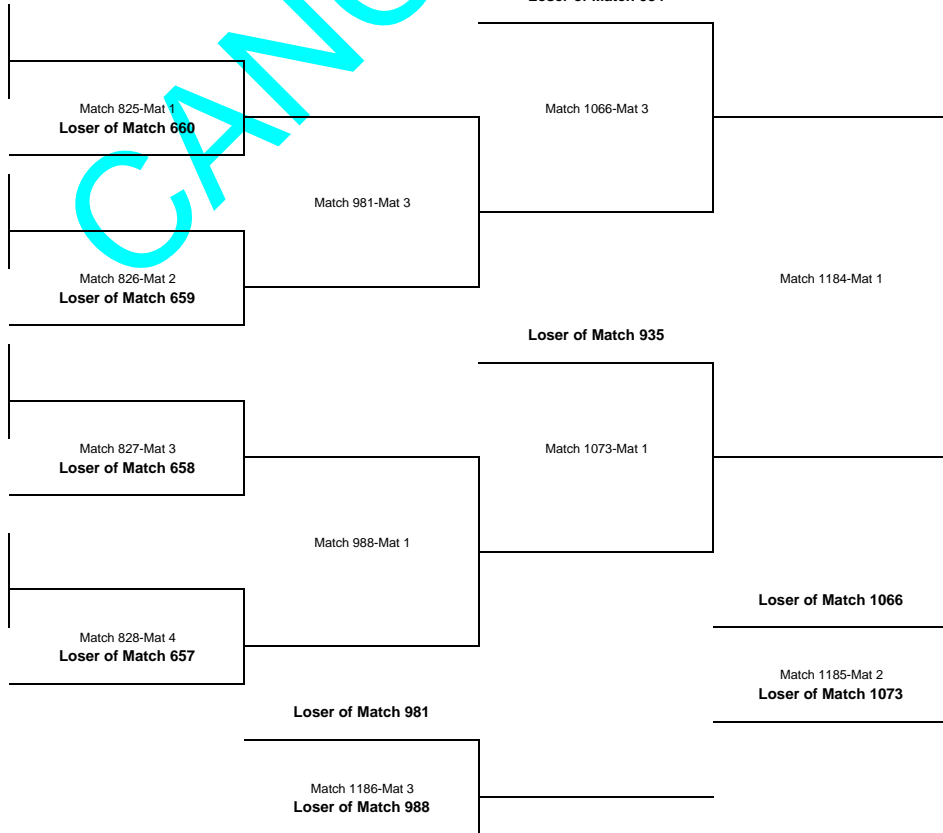 Match 825-Mat 1
Loser of Match 660
Match 826-Mat 2
Loser of Match 659
Match 827-Mat 3
Loser of Match 658
Match 828-Mat 4
Loser of Match 657
Match 981-Mat 3
Match 988-Mat 1
Loser of Match 981
Match 1186-Mat 3
Loser of Match 988
Loser of Match
Match 1066-Mat 3
Loser of Match 935
Match 1073-Mat 1
Match 1184-Mat 1
Loser of Match 1066
Match 1185-Mat 2
Loser of Match 1073